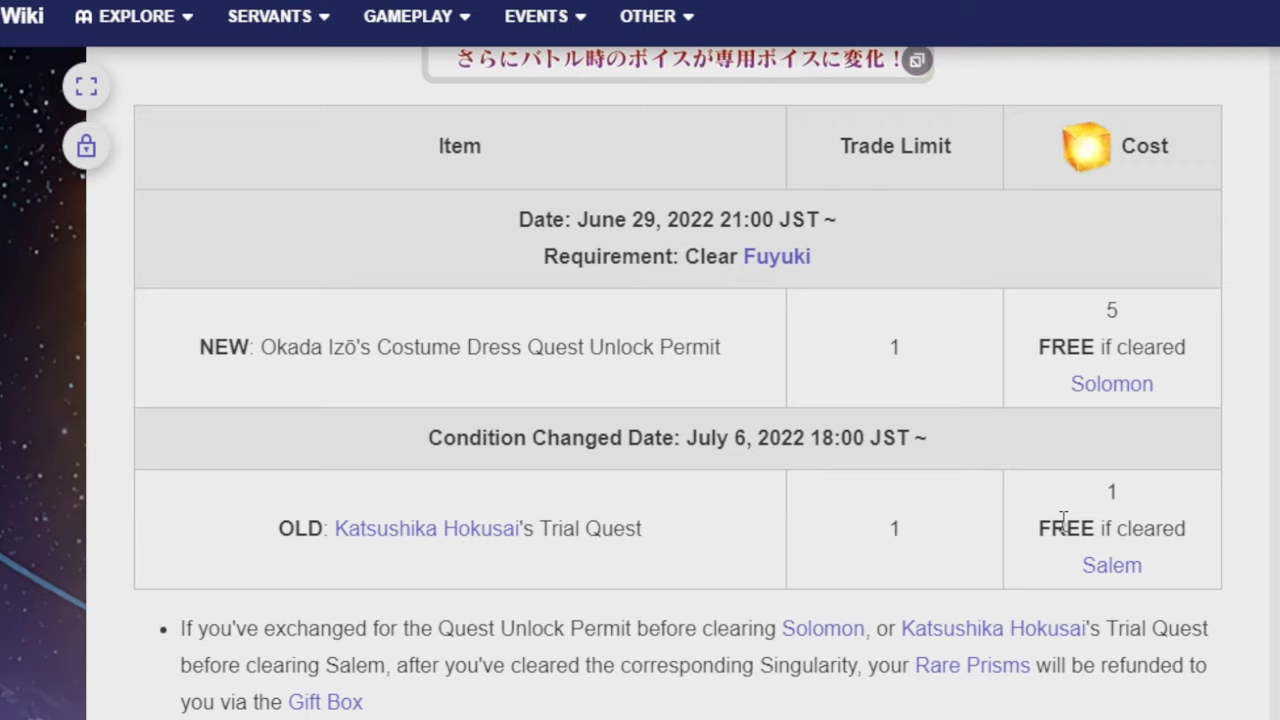 Wiki EXPLORE SERVANTS GAMEPLAY EVENTS OTHER
さらにバトル時のボイスが専用ボイスに変化！
Item Trade Limit Cost
Date: June 29, 2022 21:00 JST ~
Requirement: Clear Fuyuki
NEW: Okada Izō's Costume Dress Quest Unlock Permit
1
5
FREE if cleared
Solomon
Condition Changed Date: July 6, 2022 18:00 JST ~
OLD: Katsushika Hokusai's Trial Quest
1
1
FREE if cleared
Salem
If you've exchanged for the Quest Unlock Permit before clearing Solomon, or Katsushika Hokusai's Trial Quest
before clearing Salem, after you've cleared the corresponding Singularity, your Rare Prisms will be refunded to
you via the Gift Box